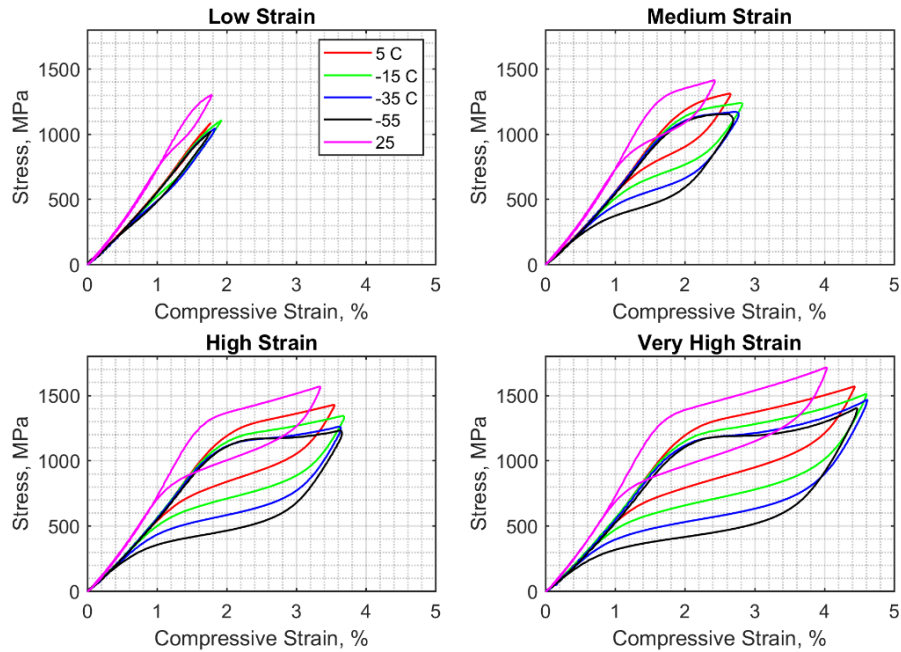 Low Strain
Stress, MPa
1500
1000
500
0
0 1 2 3 4 5
Compressive Strain, %
5 C
-15 C
-35 C
-55
25
Medium Strain
Stress, MPa
1500
1000
500
0
0 1 2 3 4 5
Compressive Strain, %
High Strain
Stress, MPa
1500
1000
500
0
0 1 2 3 4 5
Compressive Strain, %
Very High Strain
Stress, MPa
1500
1000
500
0
0 1 2 3 4 5
Compressive Strain, %